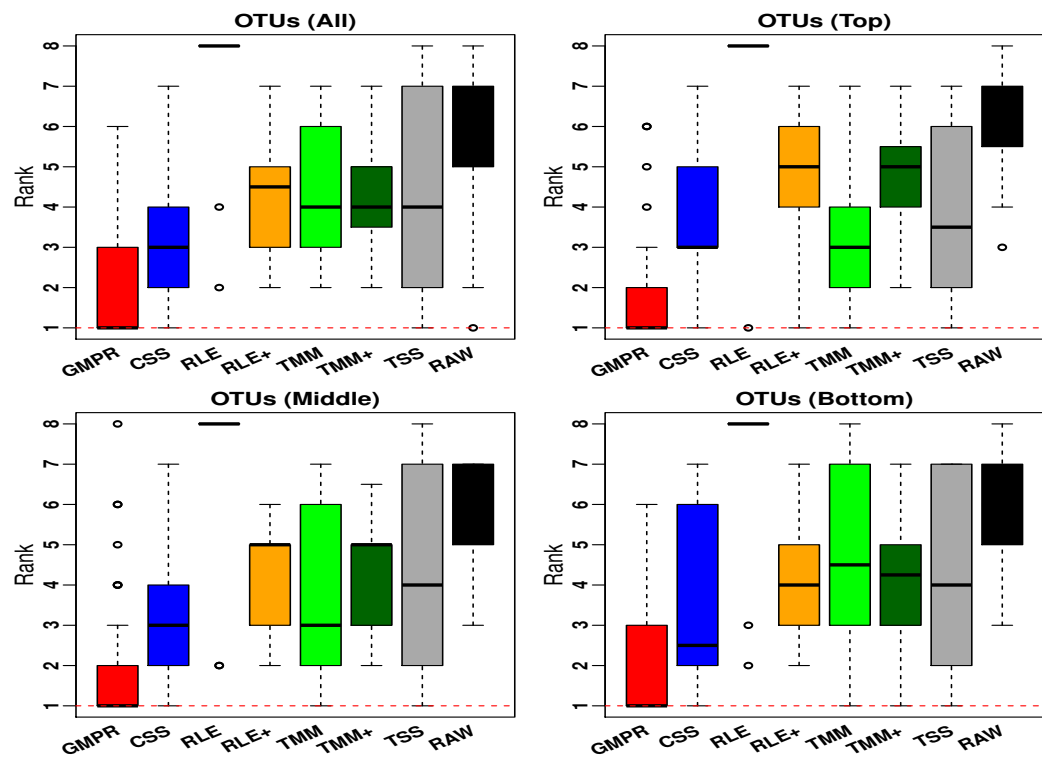 OTUs (All)
Rank
8
7
6
5
4
3
2
1
GMPR CSS RLE RLE+ TMM TMM+ TSS RAW
OTUs (Top)
Rank
8
7
6
5
4
3
2
1
GMPR CSS RLE RLE+ TMM TMM+ TSS RAW
OTUs (Middle)
Rank
8
7
6
5
4
3
2
1
GMPR CSS RLE RLE+ TMM TMM+ TSS RAW
OTUs (Bottom)
Rank
8
7
6
5
4
3
2
1
GMPR CSS RLE RLE+ TMM TMM+ TSS RAW